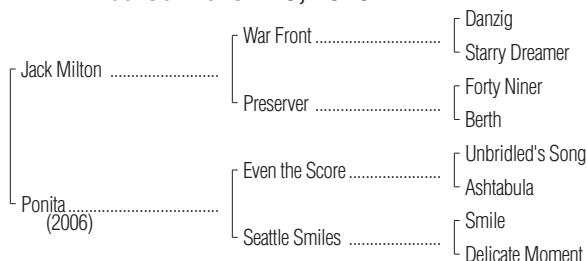 Danzig
War Front
Starry Dreamer
Jack Milton
Forty Niner
Preserver
Berth
Unbridled's Song
Even the Score
Ashtabula
Ponita
(2006)
Smile
Seattle Smiles
Delicate Moment